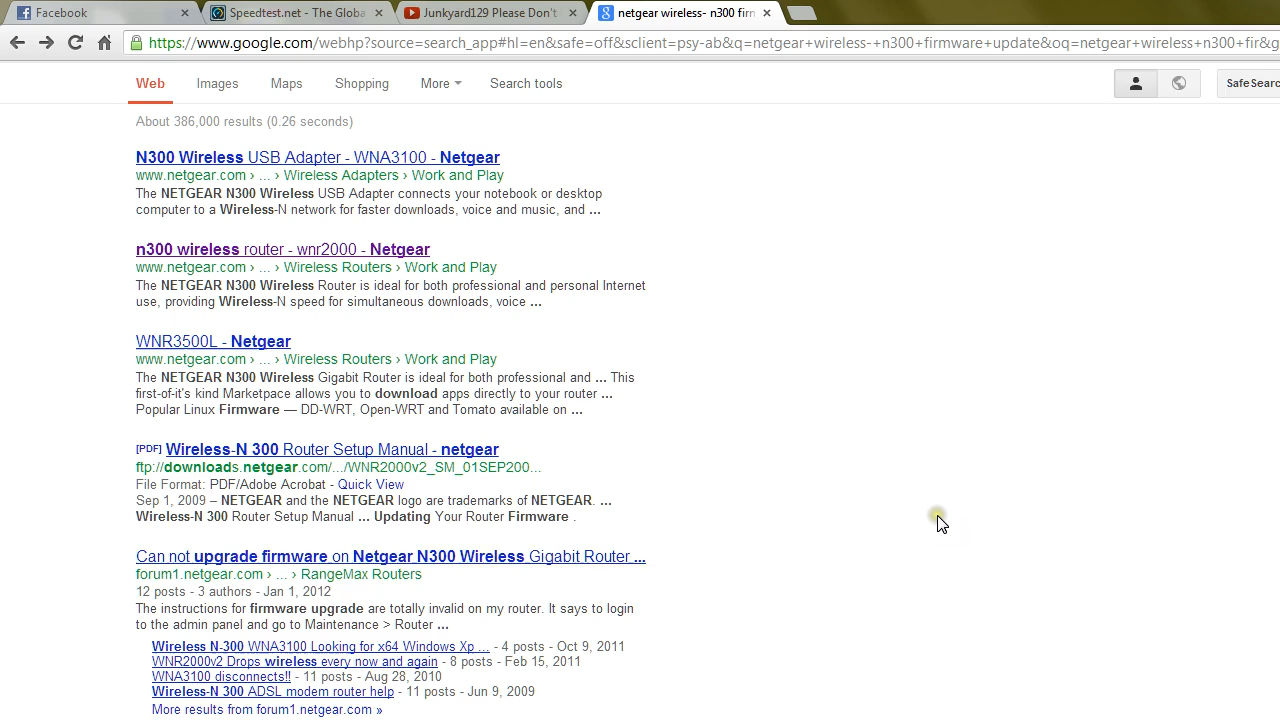 Facebook
Speedtest.net - The Globa
Junkyard129 Please Don't
netgear wireless- n300 firm
https://www.google.com/webhp?source=search_app#hl=en&safe=off&sclient=psy-ab&q=netgear+wireless-+n300+firmware+update&oq=netgear+wireless+n300+fir&g
Web
Images
Maps
Shopping
More
Search tools
SafeSearc
About 386,000 results (0.26 seconds)
N300 Wireless USB Adapter - WNA3100 - Netgear
www.netgear.com › ... › Wireless Adapters › Work and Play
The NETGEAR N300 Wireless USB Adapter connects your notebook or desktop
computer to a Wireless-N network for faster downloads, voice and music, and ...
n300 wireless router - wnr2000 - Netgear
www.netgear.com › ... › Wireless Routers › Work and Play
The NETGEAR N300 Wireless Router is ideal for both professional and personal Internet
use, providing Wireless-N speed for simultaneous downloads, voice ...
WNR3500L - Netgear
www.netgear.com › ... › Wireless Routers › Work and Play
The NETGEAR N300 Wireless Gigabit Router is ideal for both professional and ... This
first-of-it's kind Marketpace allows you to download apps directly to your router ...
Popular Linux Firmware — DD-WRT, Open-WRT and Tomato available on ...
[PDF] Wireless-N 300 Router Setup Manual - netgear
ftp://downloads.netgear.com/.../WNR2000v2_SM_01SEP200...
File Format: PDF/Adobe Acrobat - Quick View
Sep 1, 2009 – NETGEAR and the NETGEAR logo are trademarks of NETGEAR. ...
Wireless-N 300 Router Setup Manual ... Updating Your Router Firmware .
Can not upgrade firmware on Netgear N300 Wireless Gigabit Router ...
forum1.netgear.com › ... › RangeMax Routers
12 posts - 3 authors - Jan 1, 2012
The instructions for firmware upgrade are totally invalid on my router. It says to login
to the admin panel and go to Maintenance > Router ...
Wireless N-300 WNA3100 Looking for x64 Windows Xp ... - 4 posts - Oct 9, 2011
WNR2000v2 Drops wireless every now and again - 8 posts - Feb 15, 2011
WNA3100 disconnects!! - 11 posts - Aug 28, 2010
Wireless-N 300 ADSL modem router help - 11 posts - Jun 9, 2009
More results from forum1.netgear.com »